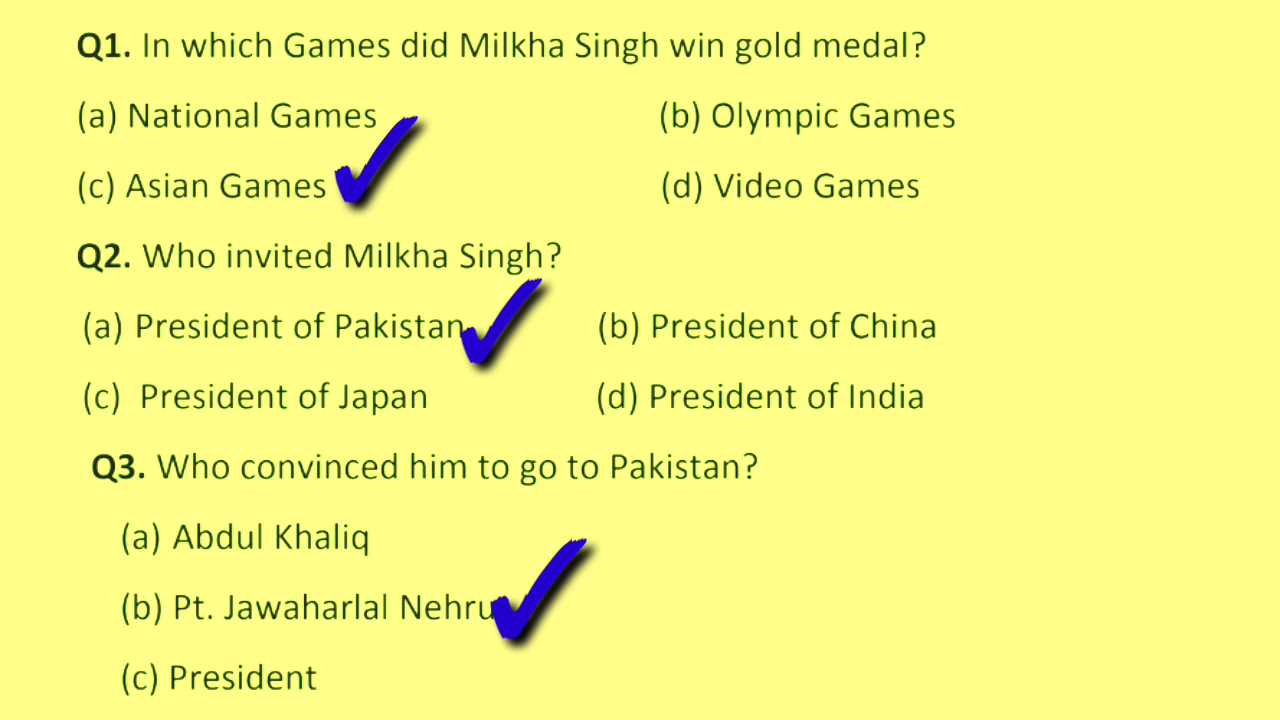 Q1. In which Games did Milkha Singh win gold medal?
(a) National Games (b) Olympic Games
(c) Asian Games (d) Video Games
Q2. Who invited Milkha Singh?
(a) President of Pakistan (b) President of China
(c) President of Japan (d) President of India
Q3. Who convinced him to go to Pakistan?
(a) Abdul Khaliq
(b) Pt. Jawaharlal Nehru
(c) President